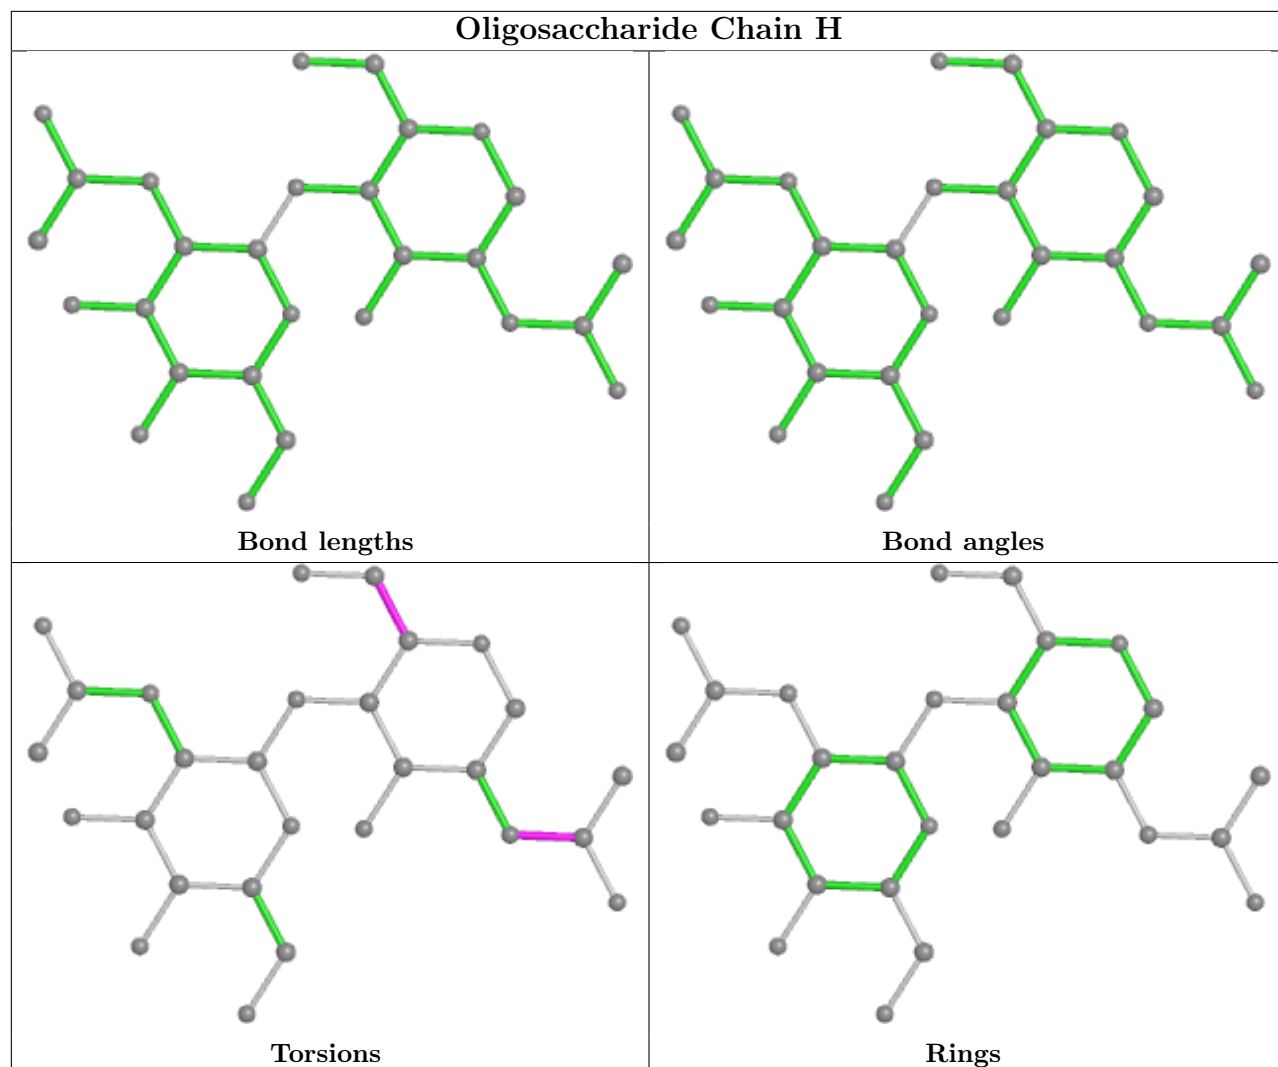 Oligosaccharide Chain H
Bond lengths
Bond angles
Torsions
Rings